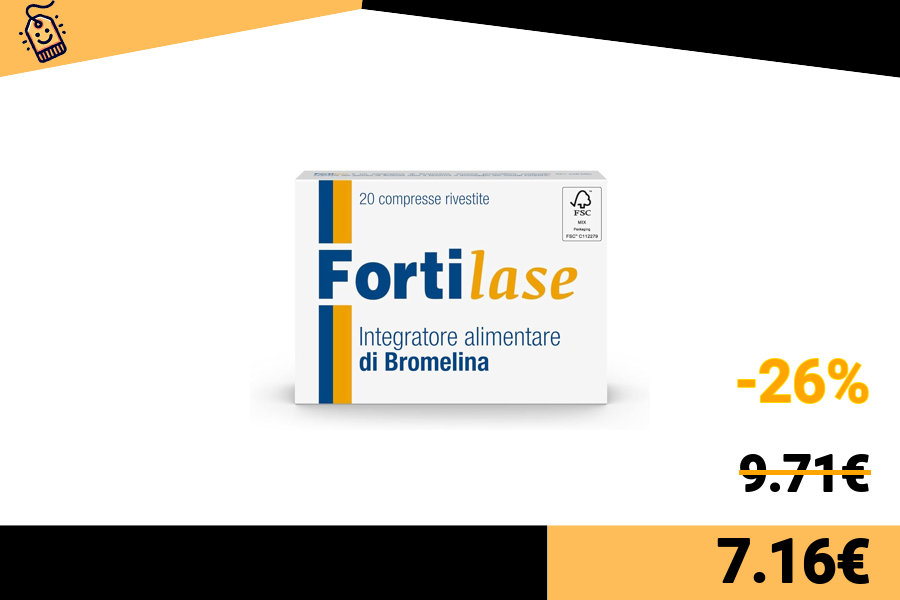 20 compresse rivestite
FSC
MIX
Packaging
FSC® C112279
Fortilase
Integratore alimentare
di Bromelina
-26%
9.71€
7.16€